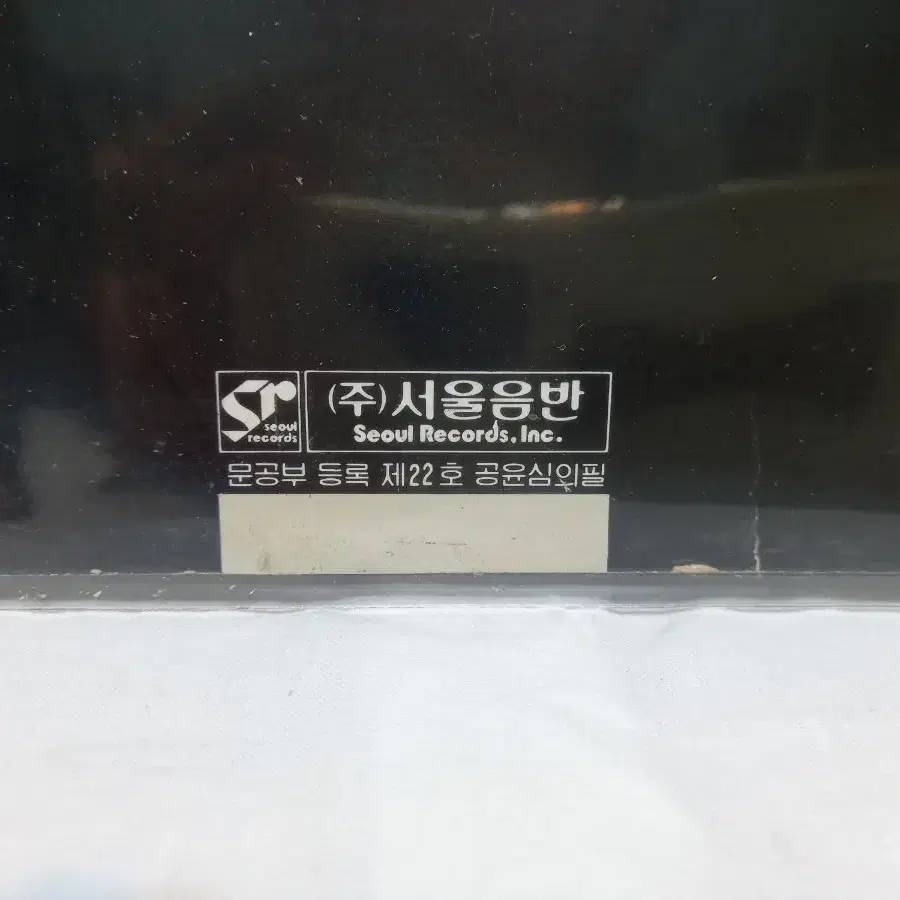 Sr
seoul
records
(주)서울음반
Seoul Records, Inc.
문공부 등록 제22호 공윤심의필